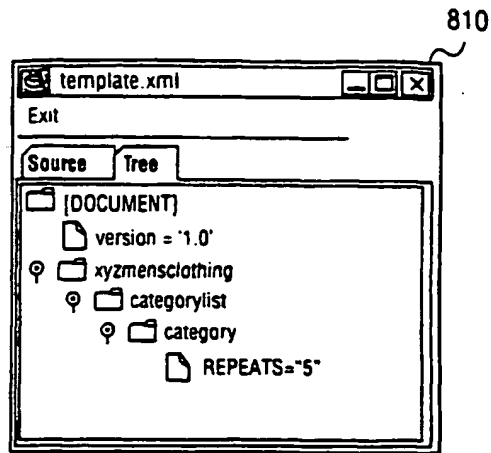 810
template.xml
Exit
Source Tree
[DOCUMENT]
version = '1.0'
xyzmensclothing
categorylist
category
REPEATS="5"